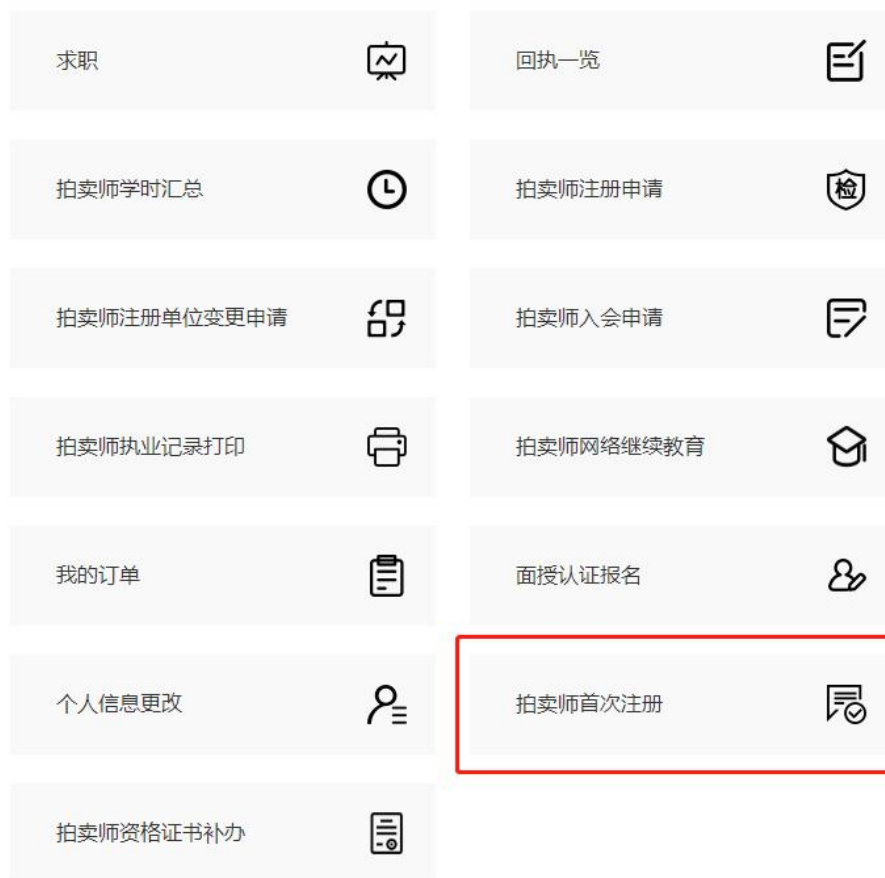 求职
回执一览
拍卖师学时汇总
拍卖师注册申请
检
拍卖师注册单位变更申请
拍卖师入会申请
拍卖师执业记录打印
拍卖师网络继续教育
我的订单
面授认证报名
个人信息更改
拍卖师首次注册
拍卖师资格证书补办